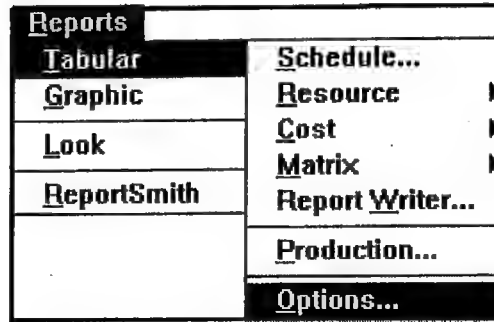 Reports
Tabular
Graphic
Look
ReportSmith
Schedule...
Resource
Cost
Matrix
Report Writer...
Production...
Options...